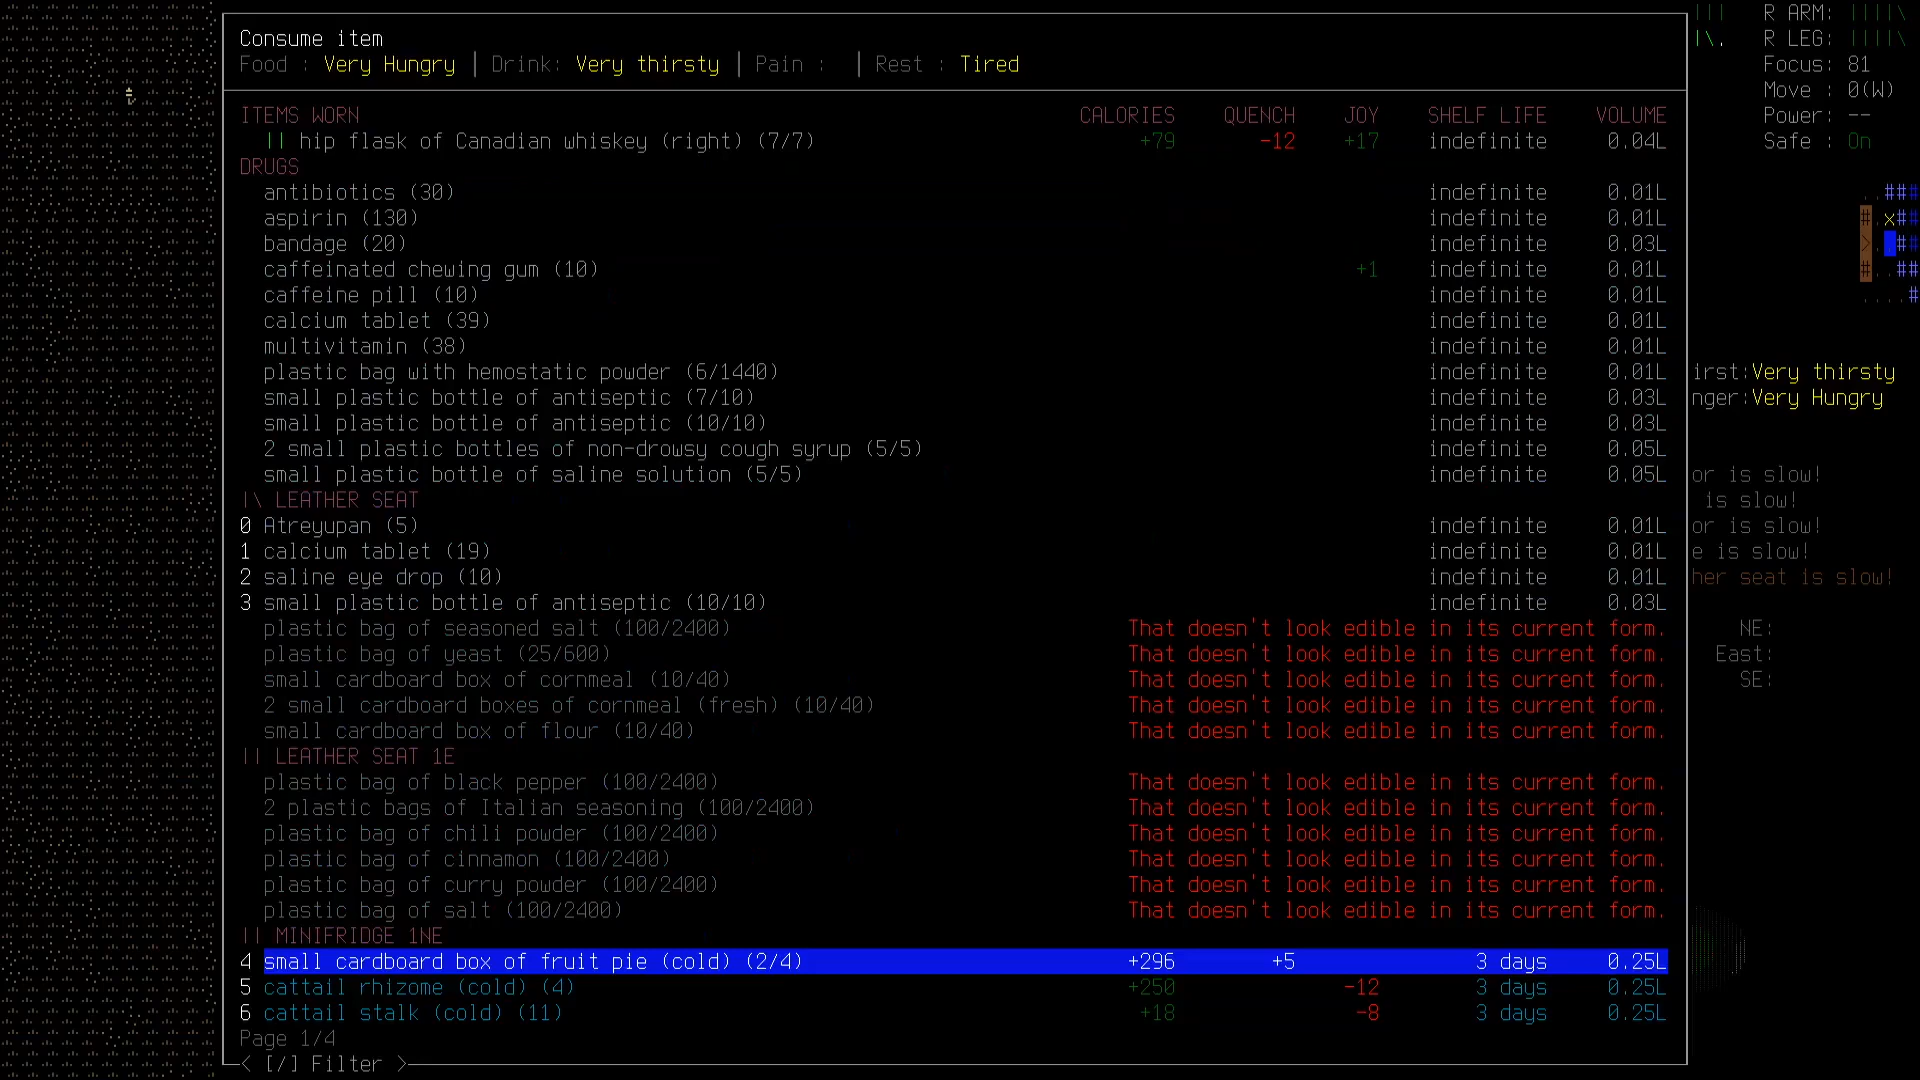 Consume item
Food : Very Hungry | Drink: Very thirsty | Pain : | Rest : Tired
ITEMS WORN CALORIES QUENCH JOY SHELF LIFE VOLUME
|| hip flask of Canadian whiskey (right) (7/7) +79 -12 +17 indefinite 0.04L
DRUGS
antibiotics (30) indefinite 0.01L
aspirin (130) indefinite 0.01L
bandage (20) indefinite 0.03L
caffeinated chewing gum (10) +1 indefinite 0.01L
caffeine pill (10) indefinite 0.01L
calcium tablet (39) indefinite 0.01L
multivitamin (38) indefinite 0.01L
plastic bag with hemostatic powder (6/1440) indefinite 0.01L
small plastic bottle of antiseptic (7/10) indefinite 0.03L
small plastic bottle of antiseptic (10/10) indefinite 0.03L
2 small plastic bottles of non-drowsy cough syrup (5/5) indefinite 0.05L
small plastic bottle of saline solution (5/5) indefinite 0.05L
|\ LEATHER SEAT
0 Atreyupan (5) indefinite 0.01L
1 calcium tablet (19) indefinite 0.01L
2 saline eye drop (10) indefinite 0.01L
3 small plastic bottle of antiseptic (10/10) indefinite 0.03L
plastic bag of seasoned salt (100/2400) That doesn't look edible in its current form.
plastic bag of yeast (25/600) That doesn't look edible in its current form.
small cardboard box of cornmeal (10/40) That doesn't look edible in its current form.
2 small cardboard boxes of cornmeal (fresh) (10/40) That doesn't look edible in its current form.
small cardboard box of flour (10/40) That doesn't look edible in its current form.
|| LEATHER SEAT 1E
plastic bag of black pepper (100/2400) That doesn't look edible in its current form.
2 plastic bags of Italian seasoning (100/2400) That doesn't look edible in its current form.
plastic bag of chili powder (100/2400) That doesn't look edible in its current form.
plastic bag of cinnamon (100/2400) That doesn't look edible in its current form.
plastic bag of curry powder (100/2400) That doesn't look edible in its current form.
plastic bag of salt (100/2400) That doesn't look edible in its current form.
|| MINIFRIDGE 1NE
4 small cardboard box of fruit pie (cold) (2/4) +296 +5 3 days 0.25L
5 cattail rhizome (cold) (4) +250 -12 3 days 0.25L
6 cattail stalk (cold) (11) +18 -8 3 days 0.25L
Page 1/4
< [/] Filter >
||| R ARM: ||||\
|\. R LEG: ||||\
Focus: 81
Move : 0(W)
Power: --
Safe : On
irst:Very thirsty
nger:Very Hungry
or is slow!
is slow!
or is slow!
e is slow!
her seat is slow!
NE:
East:
SE: